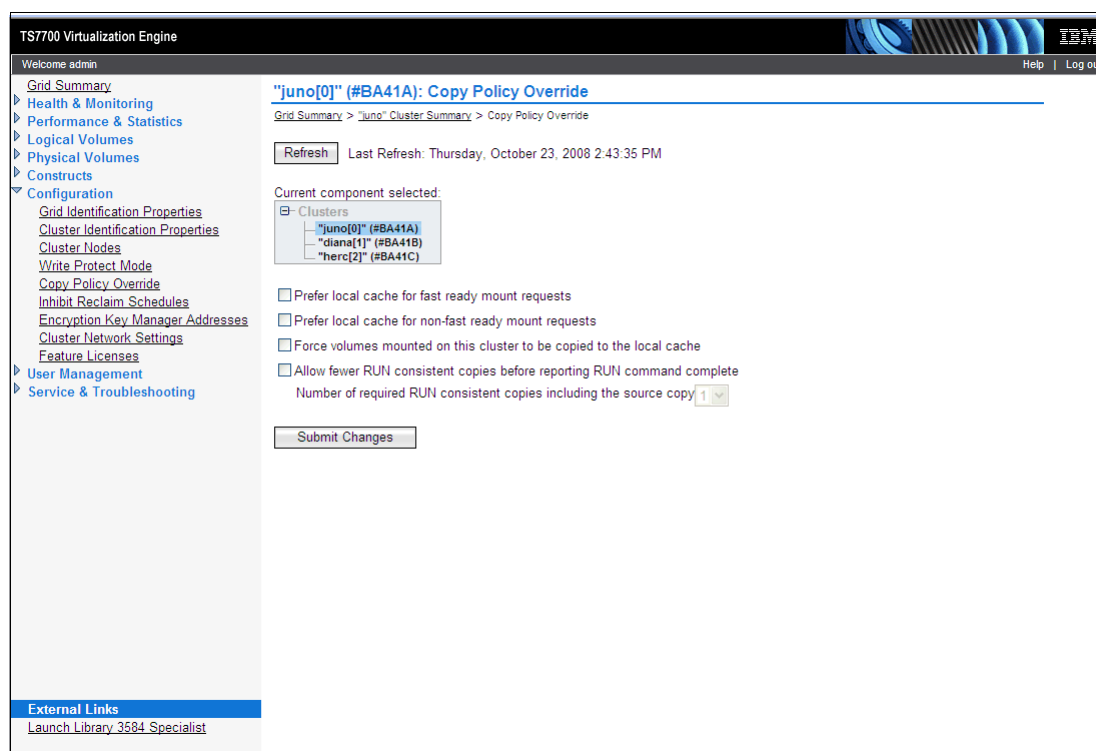 TS7700 Virtualization Engine
IBM
Welcome admin
Help | Log ou
Grid Summary
Health & Monitoring
Performance & Statistics
Logical Volumes
Physical Volumes
Constructs
Configuration
Grid Identification Properties
Cluster Identification Properties
Cluster Nodes
Write Protect Mode
Copy Policy Override
Inhibit Reclaim Schedules
Encryption Key Manager Addresses
Cluster Network Settings
Feature Licenses
User Management
Service & Troubleshooting
External Links
Launch Library 3584 Specialist
"juno[0]" (#BA41A): Copy Policy Override
Grid Summary > "juno" Cluster Summary > Copy Policy Override
Refresh Last Refresh: Thursday, October 23, 2008 2:43:35 PM
Current component selected:
Clusters
"juno[0]" (#BA41A)
"diana[1]" (#BA41B)
"herc[2]" (#BA41C)
Prefer local cache for fast ready mount requests
Prefer local cache for non-fast ready mount requests
Force volumes mounted on this cluster to be copied to the local cache
Allow fewer RUN consistent copies before reporting RUN command complete
Number of required RUN consistent copies including the source copy 1
Submit Changes